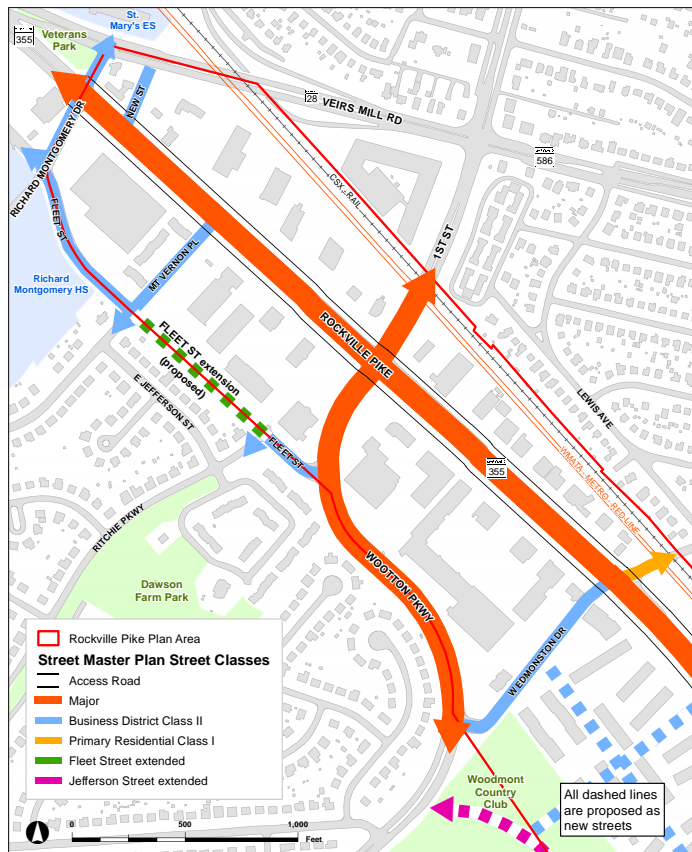 St.
Mary's ES
355
Veterans
Park
28
VEIRS MILL RD
586
NEW ST
RICHARD MONTGOMERY DR
CSX - RAIL
FLEET ST
1ST ST
MT VERNON PL
Richard
Montgomery HS
ROCKVILLE PIKE
FLEET ST extension
(proposed)
E JEFFERSON ST
LEWIS AVE
FLEET ST
355
WMATA - METRO - RED LINE
RITCHIE PKWY
WOOTTON PKWY
Dawson
Farm Park
W EDMONSTON DR
Rockville Pike Plan Area
Street Master Plan Street Classes
Access Road
Major
Business District Class II
Primary Residential Class I
Fleet Street extended
Jefferson Street extended
Woodmont
Country
Club
All dashed lines
are proposed as
new streets
0 500 1,000
Feet